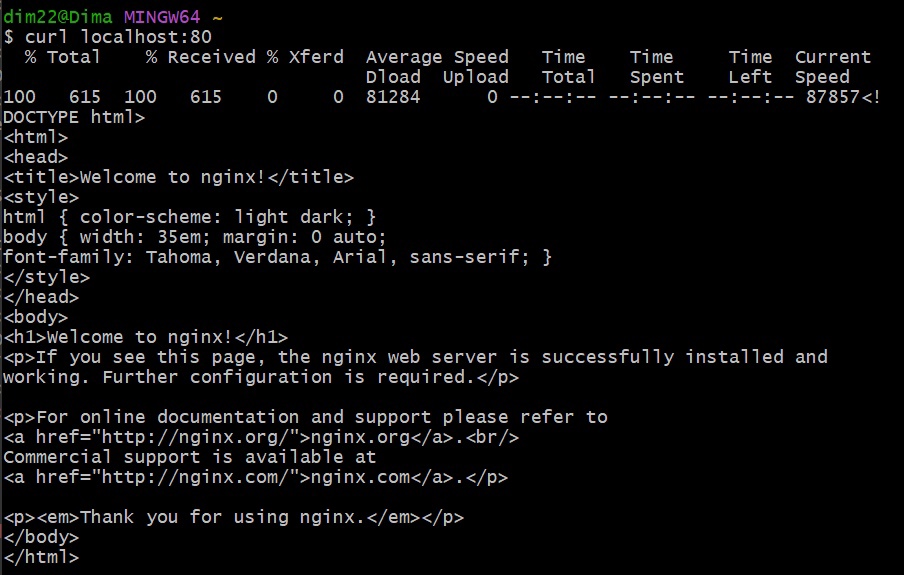 dim22@Dima MINGW64 ~
$ curl localhost:80
  % Total    % Received % Xferd  Average Speed   Time    Time     Time  Current
                                 Dload  Upload   Total   Spent    Left  Speed
100   615  100   615    0     0  81284      0 --:--:-- --:--:-- --:--:-- 87857<!
DOCTYPE html>
<html>
<head>
<title>Welcome to nginx!</title>
<style>
html { color-scheme: light dark; }
body { width: 35em; margin: 0 auto;
font-family: Tahoma, Verdana, Arial, sans-serif; }
</style>
</head>
<body>
<h1>Welcome to nginx!</h1>
<p>If you see this page, the nginx web server is successfully installed and
working. Further configuration is required.</p>

<p>For online documentation and support please refer to
<a href="http://nginx.org/">nginx.org</a>.<br/>
Commercial support is available at
<a href="http://nginx.com/">nginx.com</a>.</p>

<p><em>Thank you for using nginx.</em></p>
</body>
</html>